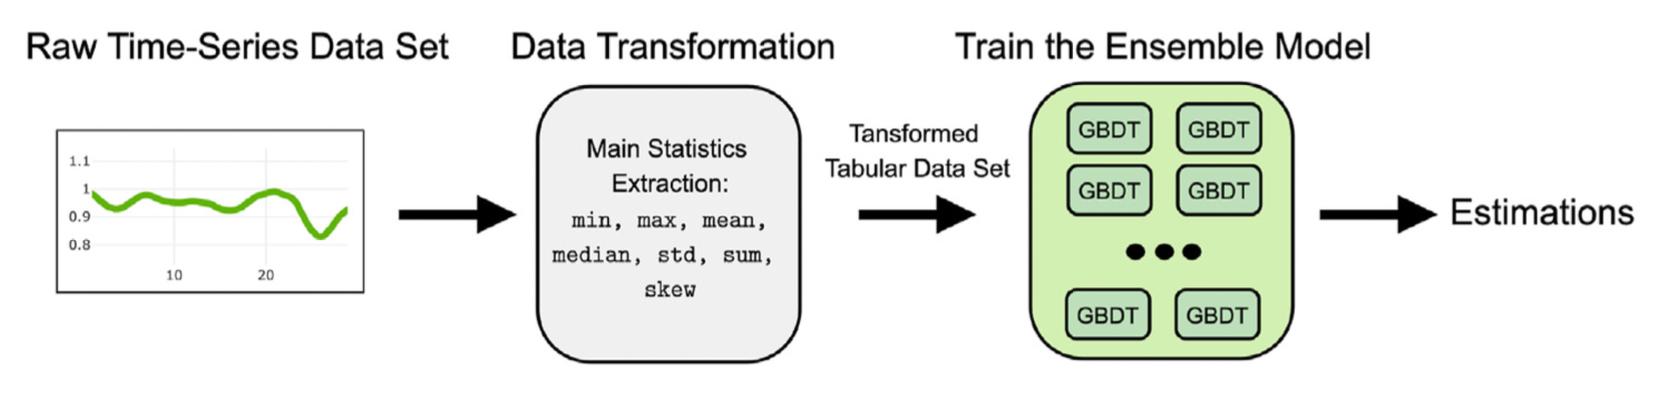 Raw Time-Series Data Set
1.1
1
0.9
0.8
10
20
Data Transformation
Main Statistics
Extraction:
min, max, mean,
median, std, sum,
skew
Tansformed
Tabular Data Set
Train the Ensemble Model
GBDT
GBDT
GBDT
GBDT
GBDT
GBDT
Estimations